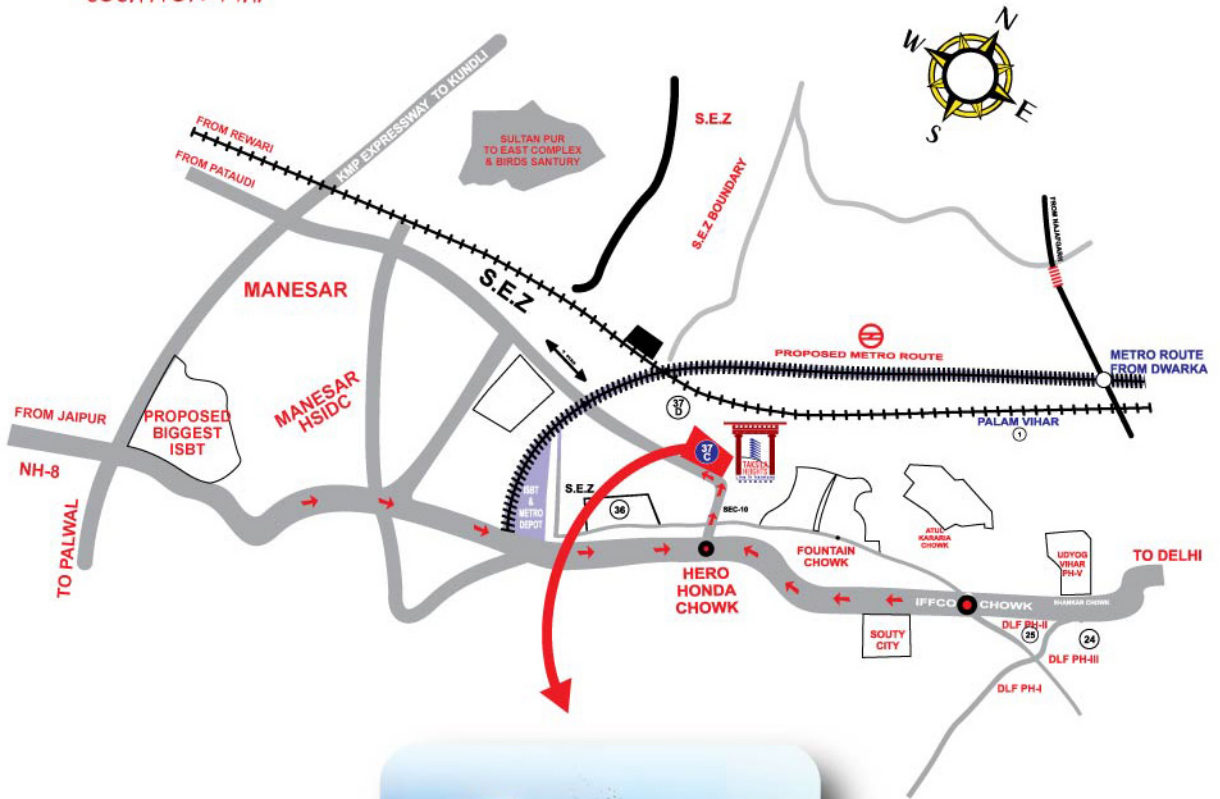 N
W
E
S
KMP EXPRESSWAY TO KUNDLI
FROM REWARI
FROM PATAUDI
SULTAN PUR
TO EAST COMPLEX
& BIRDS SANTURY
S.E.Z
S.E.Z BOUNDARY
FROM NAJAFGARH
MANESAR
S.E.Z
PROPOSED METRO ROUTE
METRO ROUTE
FROM DWARKA
MANESAR
HSIDC
FROM JAIPUR
NH-8
PROPOSED
BIGGEST
ISBT
TO PALWAL
37
D
PALAM VIHAR
1
37
C
TAKSILA
HEIGHTS
S.E.Z
36
ISBT
&
METRO
DEPOT
SEC-10
HERO
HONDA
CHOWK
FOUNTAIN
CHOWK
ATUL
KARARIA
CHOWK
UDYOG
VIHAR
PH-V
TO DELHI
IFFCO CHOWK
SHANKAR CHOWK
SOUTY
CITY
DLF PH-II
25
24
DLF PH-III
DLF PH-I